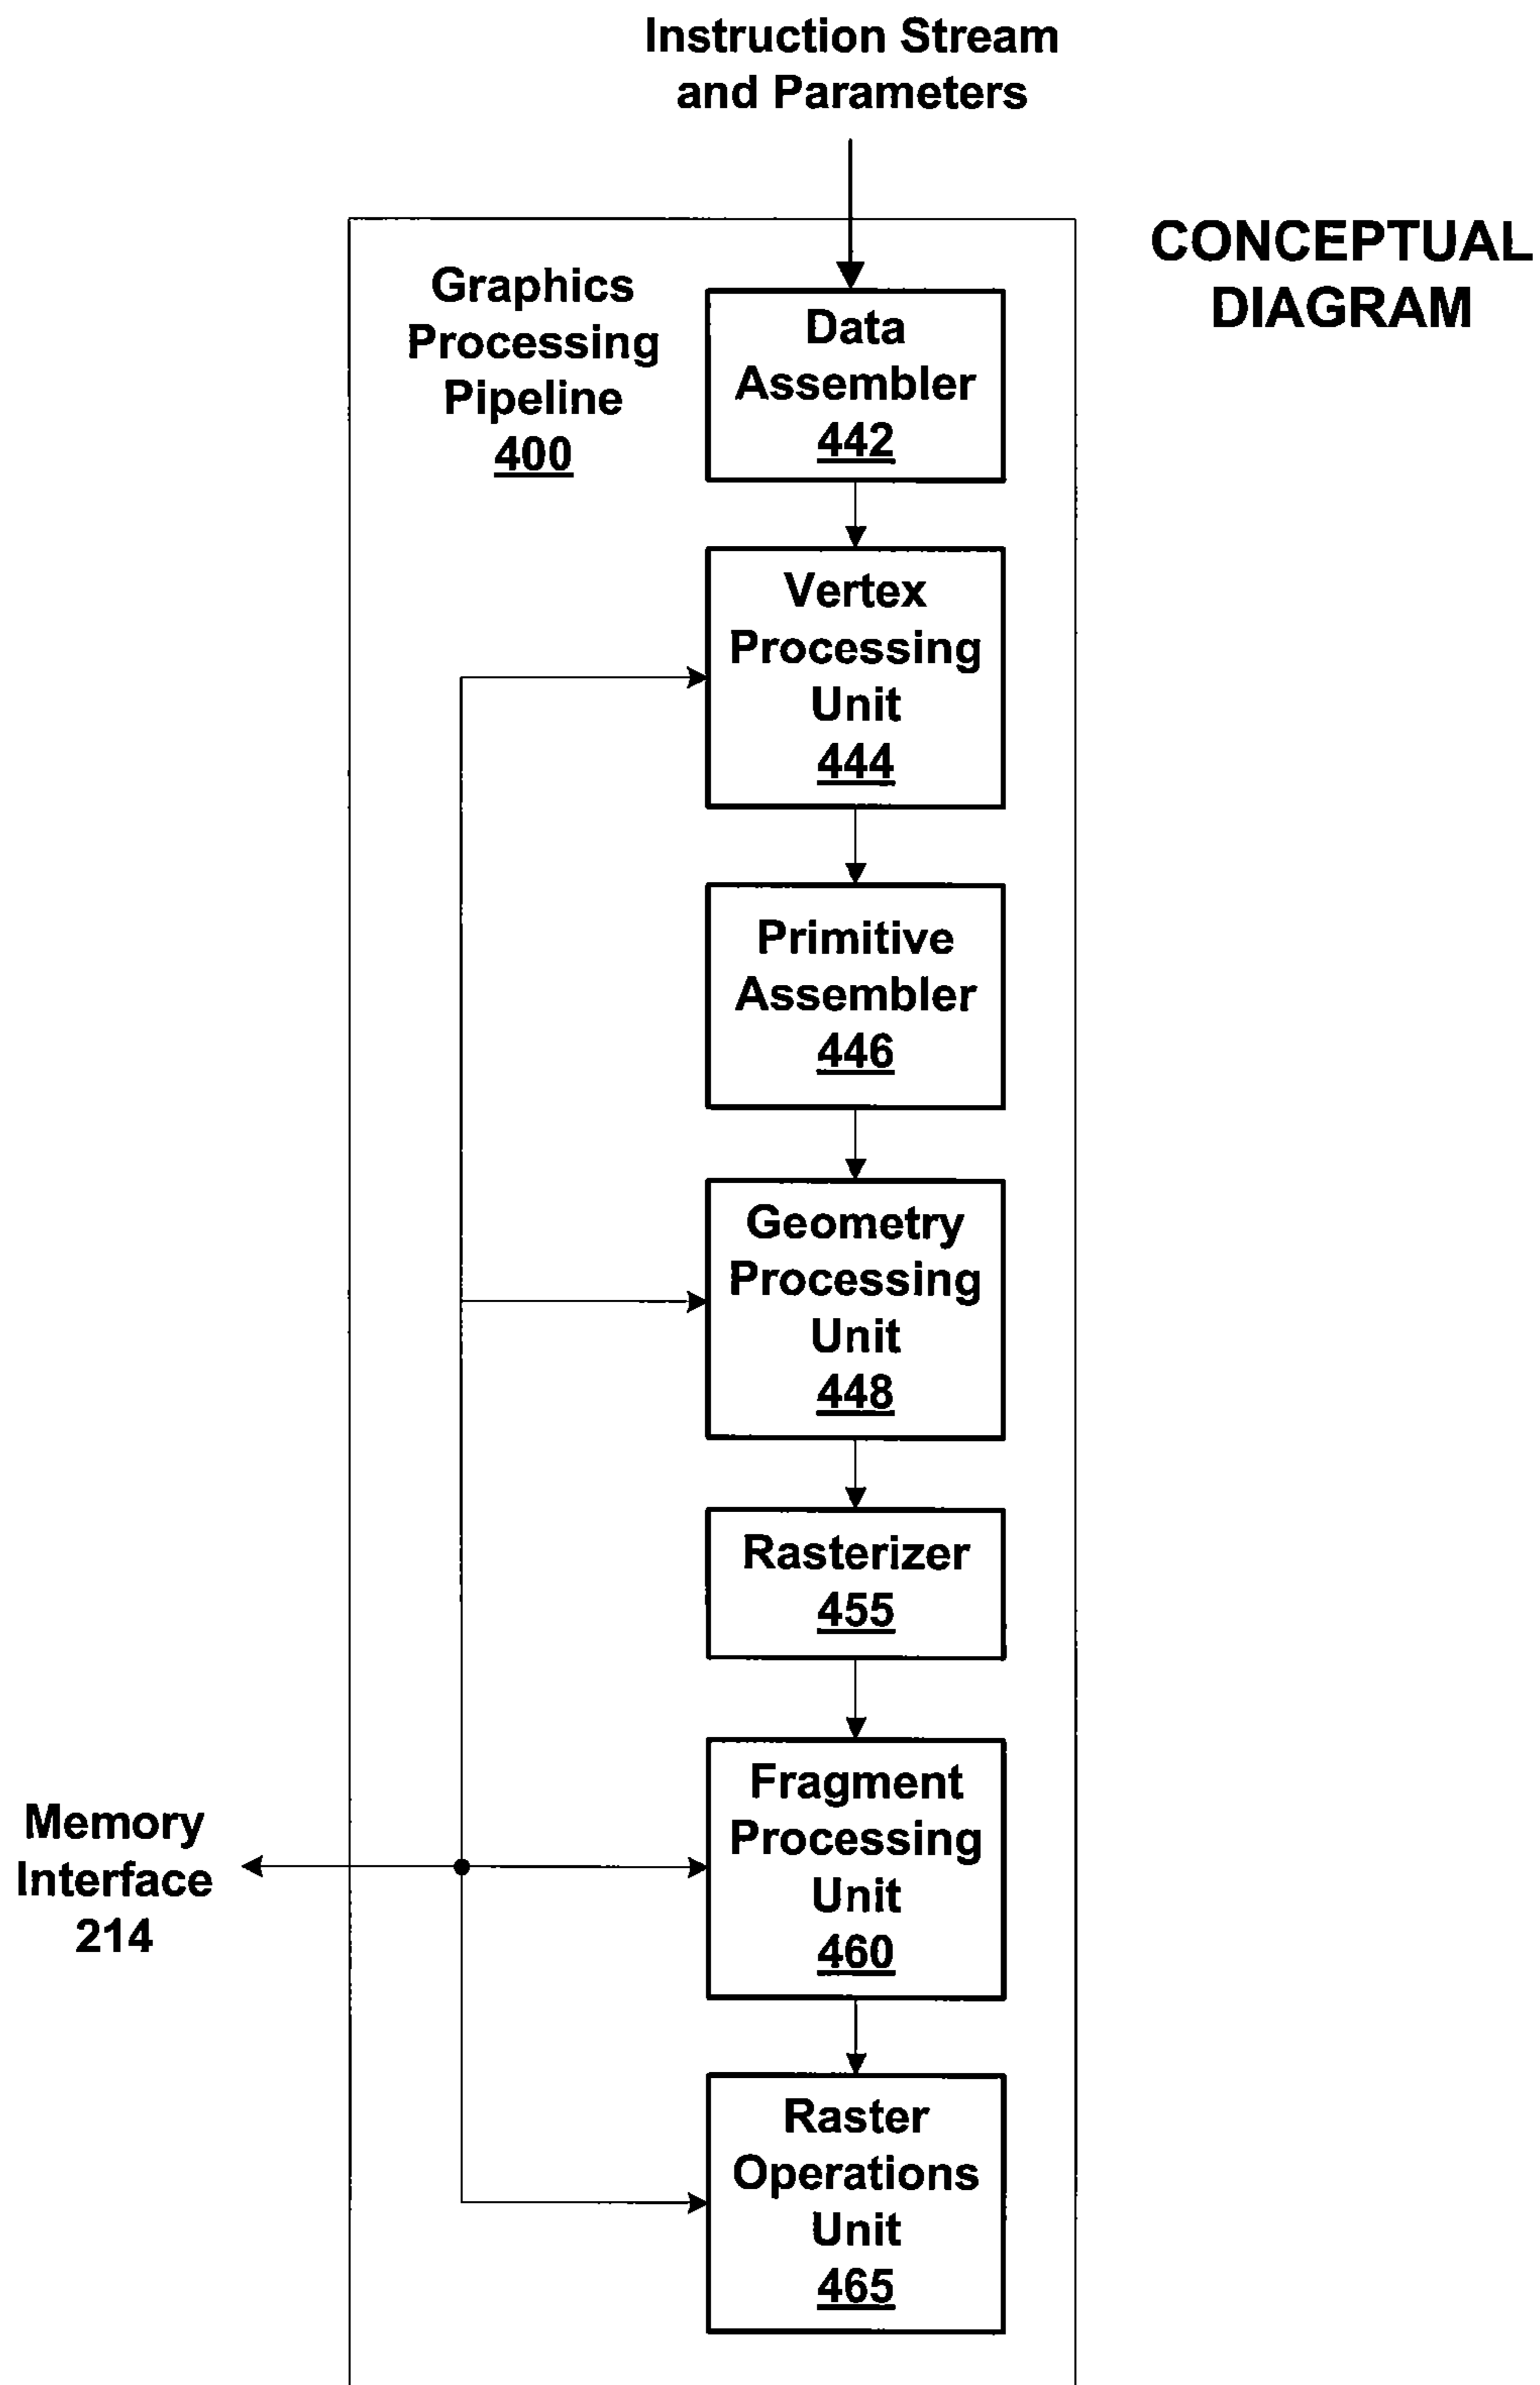 Instruction Stream
and Parameters
CONCEPTUAL
DIAGRAM
Graphics
Processing
Pipeline
400
Data
Assembler
442
Vertex
Processing
Unit
444
Primitive
Assembler
446
Geometry
Processing
Unit
448
Rasterizer
455
Fragment
Processing
Unit
460
Memory
Interface
214
Raster
Operations
Unit
465